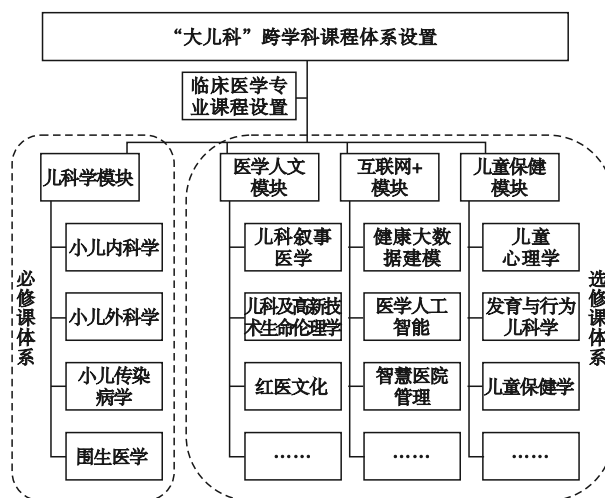 “大儿科”跨学科课程体系设置
临床医学专
业课程设置
儿科学模块
医学人文
模块
互联网+
模块
儿童保健
模块
小儿内科学
儿科叙事
医学
健康大数
据建模
儿童
心理学
必修课体系
小儿外科学
儿科及高新技
术生命伦理学
医学人工
智能
发育与行为
儿科学
选修课体系
小儿传染
病学
红医文化
智慧医院
管理
儿童保健学
围生医学
……
……
……